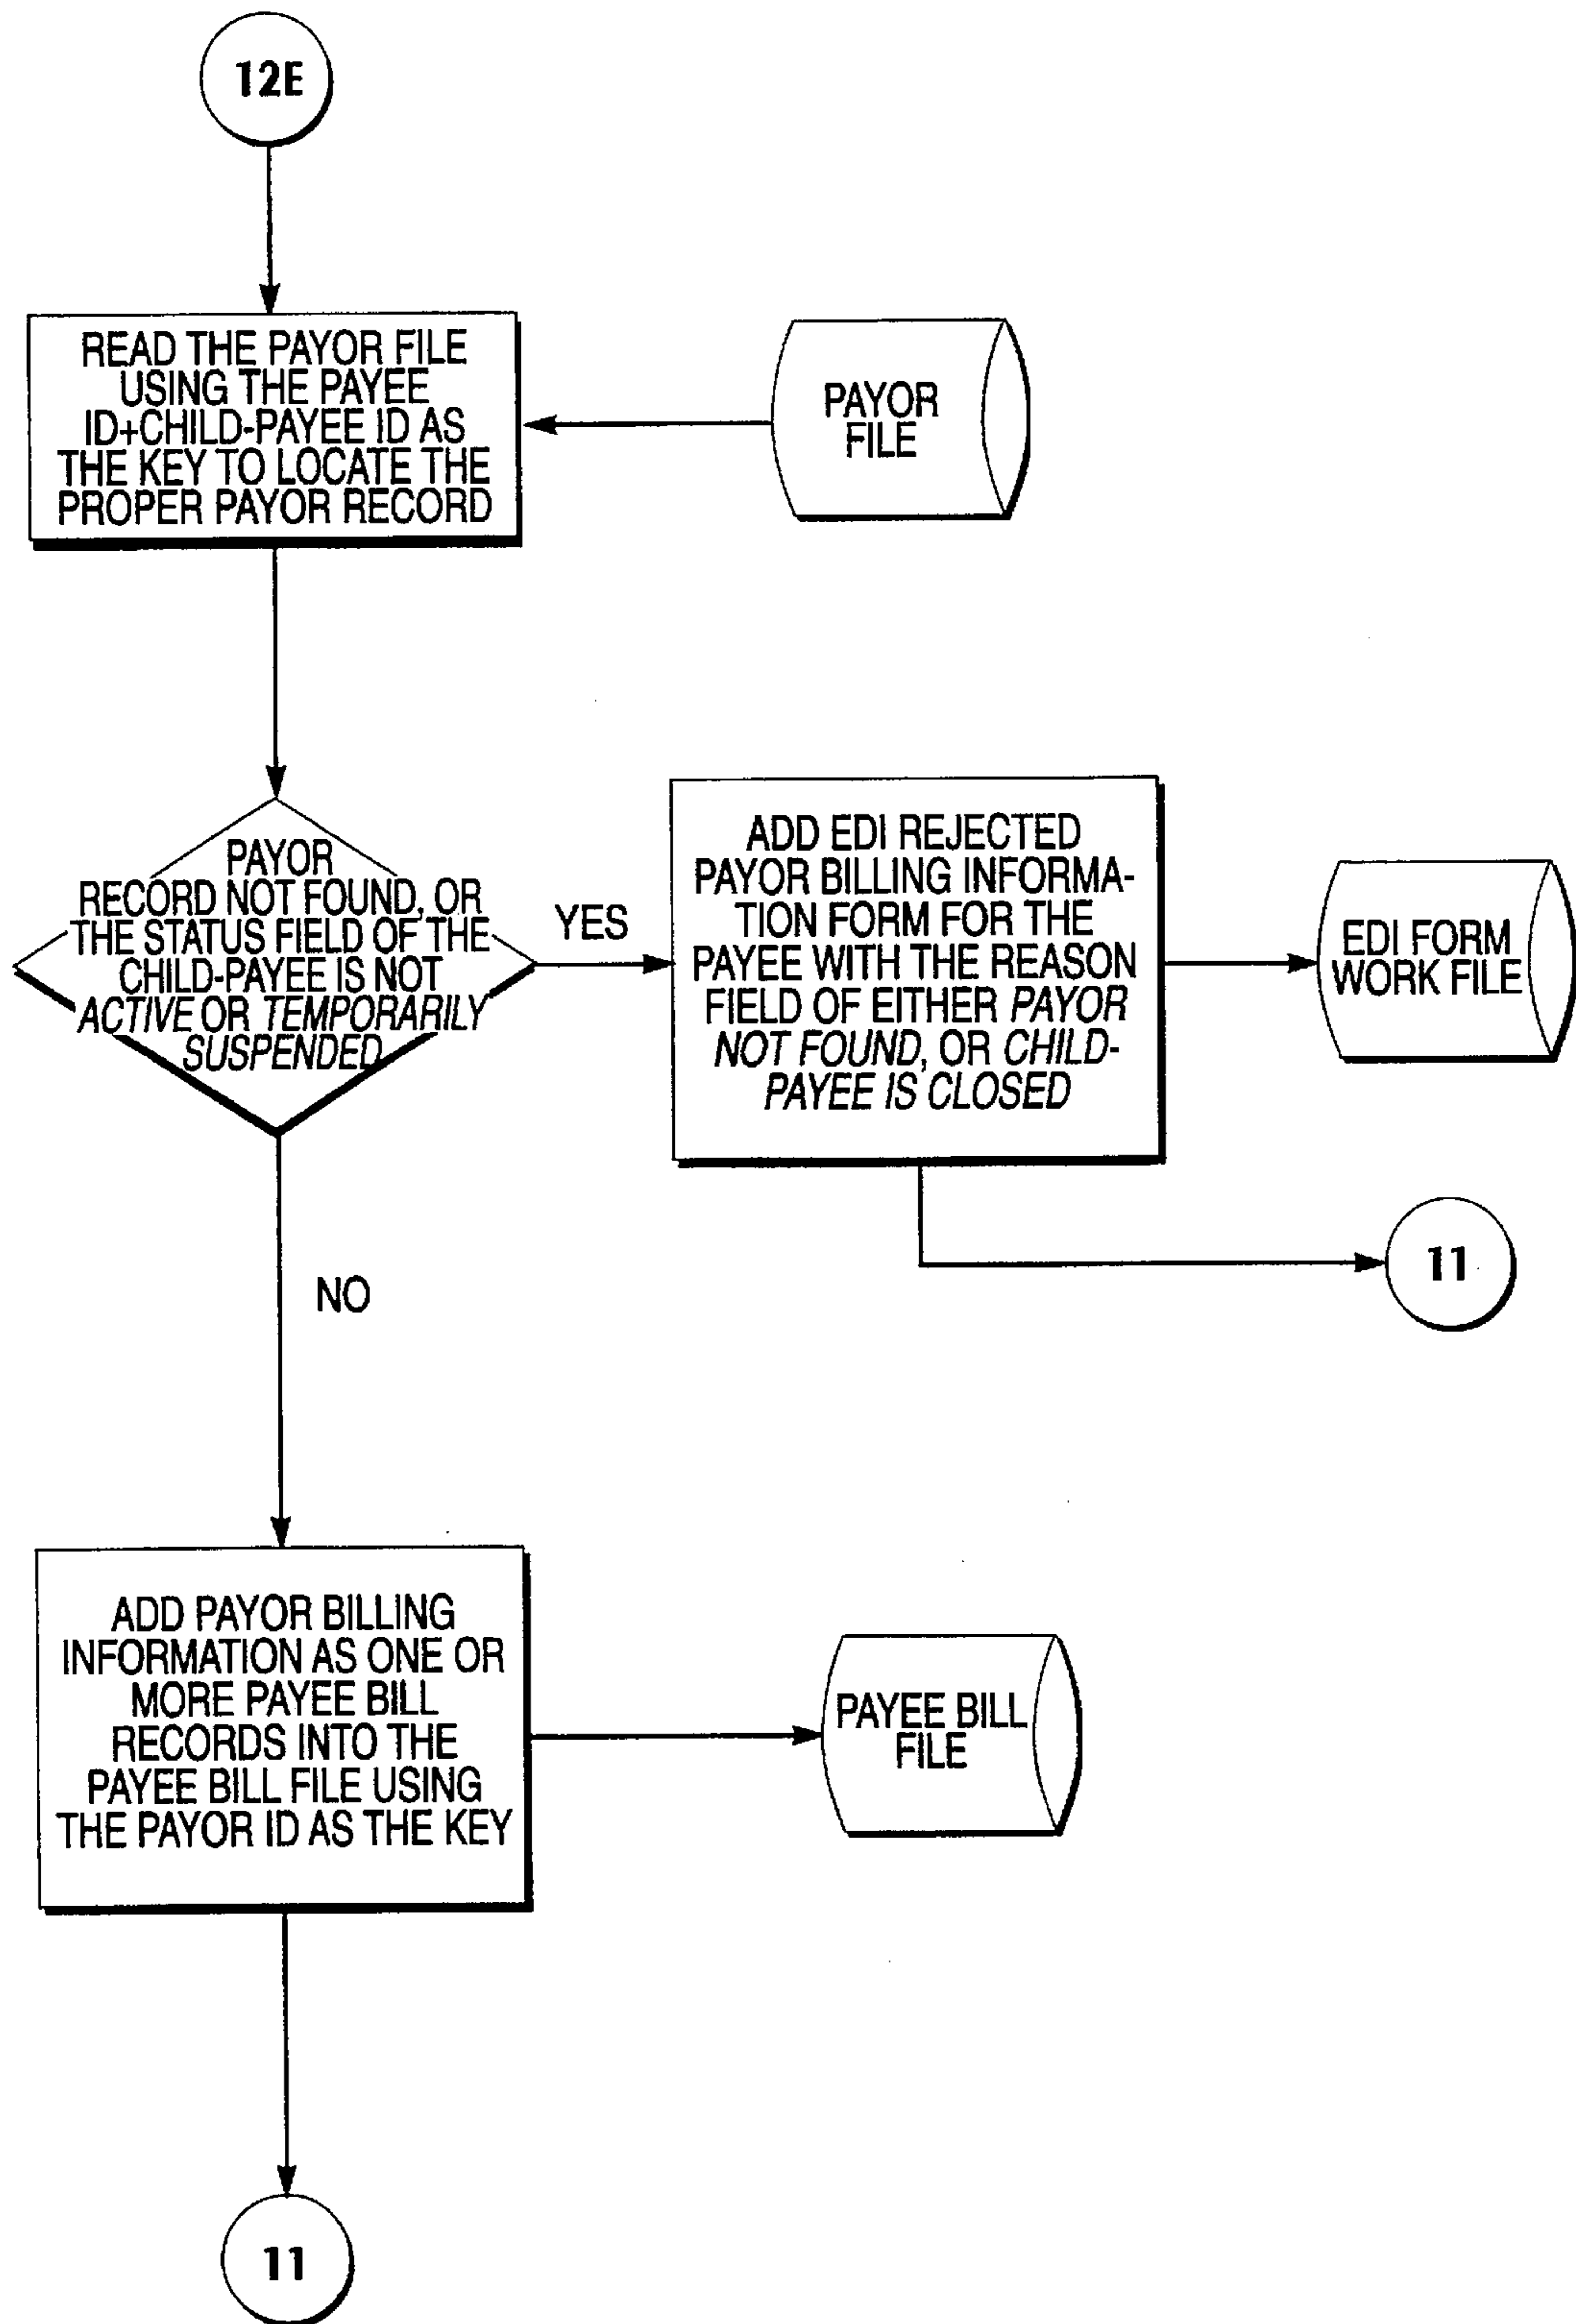 12E
READ THE PAYOR FILE
USING THE PAYEE
ID+CHILD-PAYEE ID AS
THE KEY TO LOCATE THE
PROPER PAYOR RECORD
PAYOR
FILE
PAYOR
RECORD NOT FOUND, OR
THE STATUS FIELD OF THE
CHILD-PAYEE IS NOT
ACTIVE OR TEMPORARILY
SUSPENDED
YES
ADD EDI REJECTED
PAYOR BILLING INFORMA-
TION FORM FOR THE
PAYEE WITH THE REASON
FIELD OF EITHER PAYOR
NOT FOUND, OR CHILD-
PAYEE IS CLOSED
EDI FORM
WORK FILE
11
NO
ADD PAYOR BILLING
INFORMATION AS ONE OR
MORE PAYEE BILL
RECORDS INTO THE
PAYEE BILL FILE USING
THE PAYOR ID AS THE KEY
PAYEE BILL
FILE
11